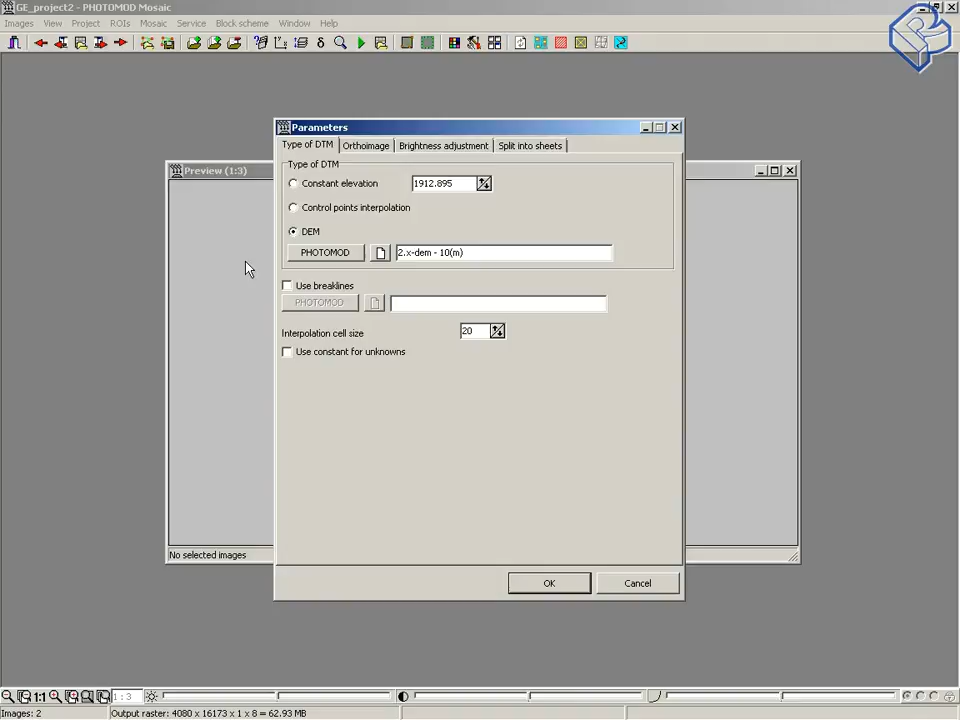 GE_project2 - PHOTOMOD Mosaic
Images View Project ROIs Mosaic Service Block scheme Window Help
Parameters
Type of DTM Orthoimage Brightness adjustment Split into sheets
Preview (1:3)
Type of DTM
Constant elevation 1912.895
Control points interpolation
DEM
PHOTOMOD 2.x-dem - 10(m)
Use breaklines
PHOTOMOD
Interpolation cell size 20
Use constant for unknowns
No selected images
OK Cancel
1:1 1:3
Images: 2 Output raster: 4080 x 16173 x 1 x 8 = 62.93 MB